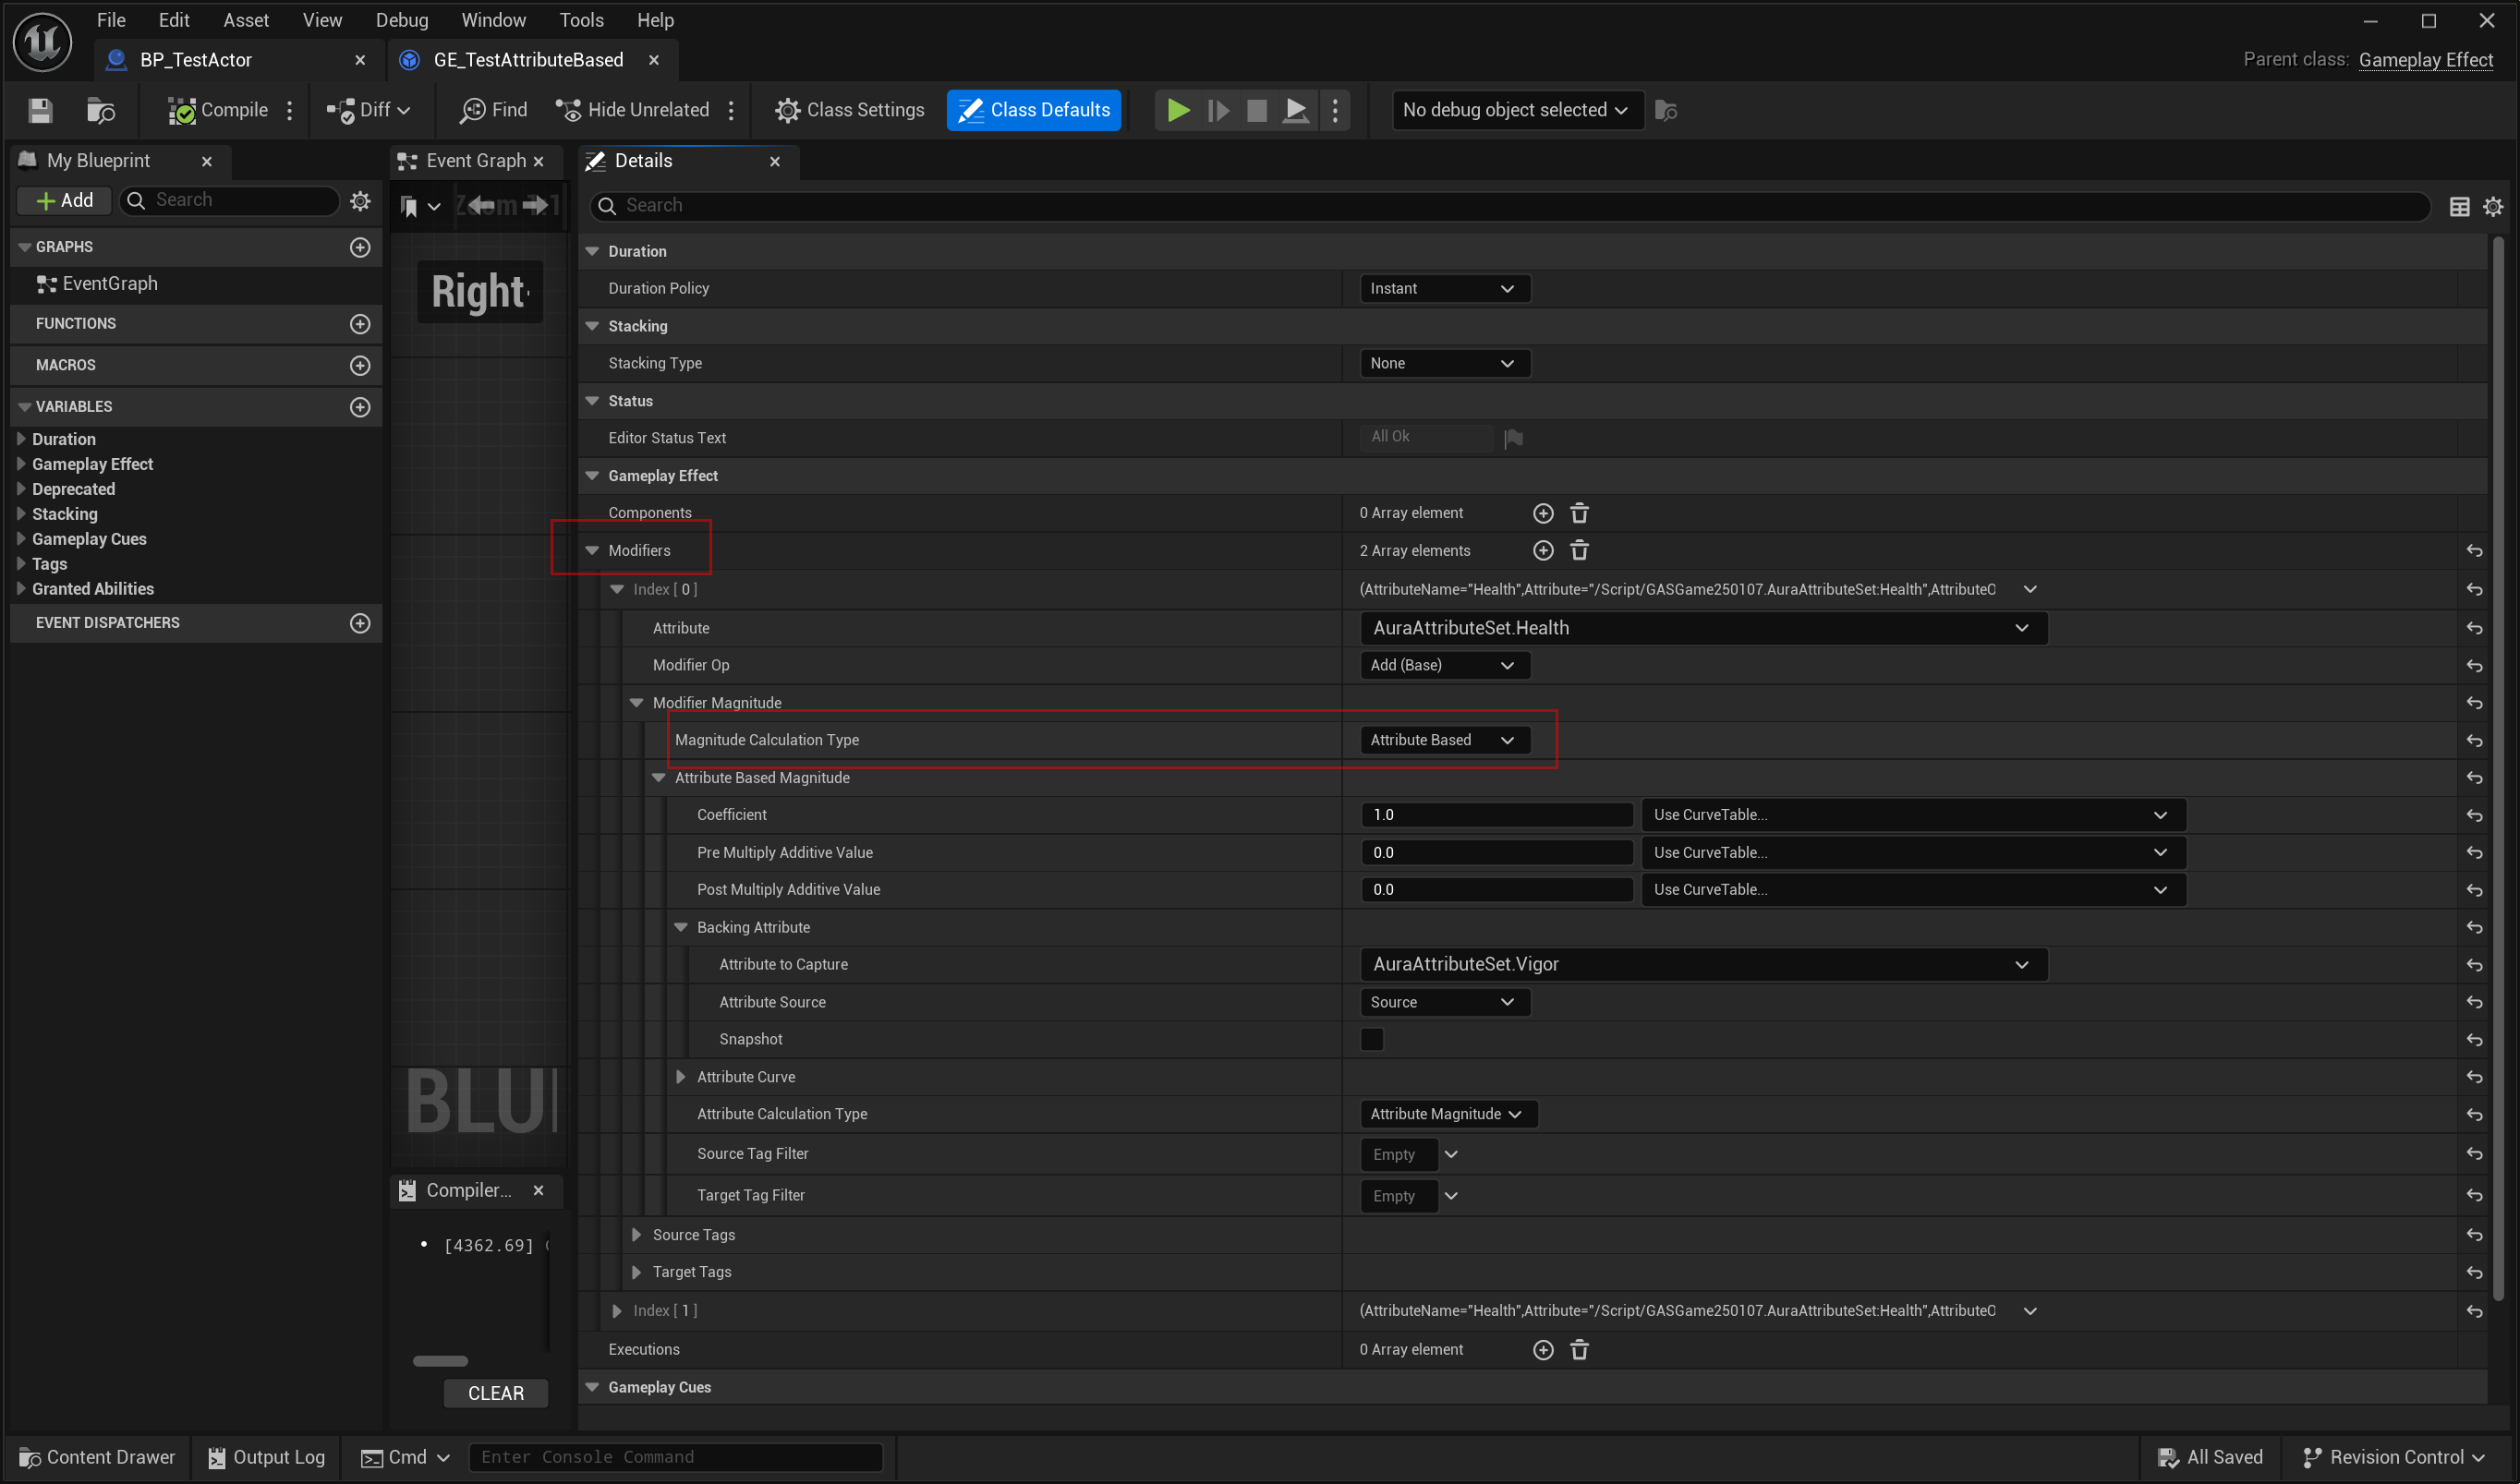 File Edit Asset View Debug Window Tools Help
BP_TestActor
GE_TestAttributeBased
Parent class: Gameplay Effect
Compile Diff Find Hide Unrelated Class Settings Class Defaults No debug object selected
My Blueprint
Add Search
GRAPHS
EventGraph
FUNCTIONS
MACROS
VARIABLES
Duration
Gameplay Effect
Deprecated
Stacking
Gameplay Cues
Tags
Granted Abilities
EVENT DISPATCHERS
Event Graph
Zoom 1:1
Right
BLU
Compiler...
[4362.69]
CLEAR
Details
Search
Duration
Duration Policy Instant
Stacking
Stacking Type None
Status
Editor Status Text All Ok
Gameplay Effect
Components 0 Array element
Modifiers 2 Array elements
Index [ 0 ] (AttributeName="Health",Attribute="/Script/GASGame250107.AuraAttributeSet:Health",AttributeO
Attribute AuraAttributeSet.Health
Modifier Op Add (Base)
Modifier Magnitude
Magnitude Calculation Type Attribute Based
Attribute Based Magnitude
Coefficient 1.0 Use CurveTable...
Pre Multiply Additive Value 0.0 Use CurveTable...
Post Multiply Additive Value 0.0 Use CurveTable...
Backing Attribute
Attribute to Capture AuraAttributeSet.Vigor
Attribute Source Source
Snapshot
Attribute Curve
Attribute Calculation Type Attribute Magnitude
Source Tag Filter Empty
Target Tag Filter Empty
Source Tags
Target Tags
Index [ 1 ] (AttributeName="Health",Attribute="/Script/GASGame250107.AuraAttributeSet:Health",AttributeO
Executions 0 Array element
Gameplay Cues
Content Drawer Output Log Cmd Enter Console Command All Saved Revision Control